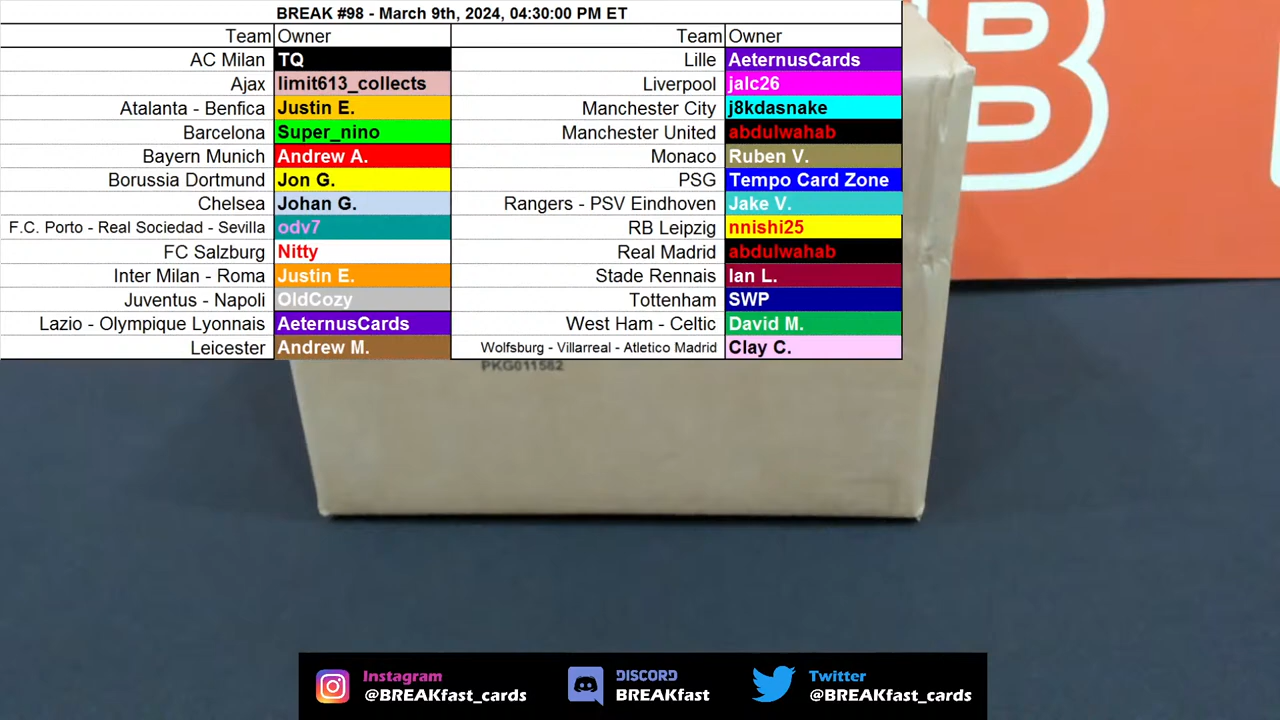 BREAK #98 - March 9th, 2024, 04:30:00 PM ET
Team Owner Team Owner
AC Milan TQ Lille AeternusCards
Ajax limit613_collects Liverpool jalc26
Atalanta - Benfica Justin E. Manchester City j8kdasnake
Barcelona Super_nino Manchester United abdulwahab
Bayern Munich Andrew A. Monaco Ruben V.
Borussia Dortmund Jon G. PSG Tempo Card Zone
Chelsea Johan G. Rangers - PSV Eindhoven Jake V.
F.C. Porto - Real Sociedad - Sevilla odv7 RB Leipzig nnishi25
FC Salzburg Nitty Real Madrid abdulwahab
Inter Milan - Roma Justin E. Stade Rennais Ian L.
Juventus - Napoli OldCozy Tottenham SWP
Lazio - Olympique Lyonnais AeternusCards West Ham - Celtic David M.
Leicester Andrew M. Wolfsburg - Villarreal - Atletico Madrid Clay C.
PKG011582
B
Instagram
@BREAKfast_cards
DISCORD
BREAKfast
Twitter
@BREAKfast_cards